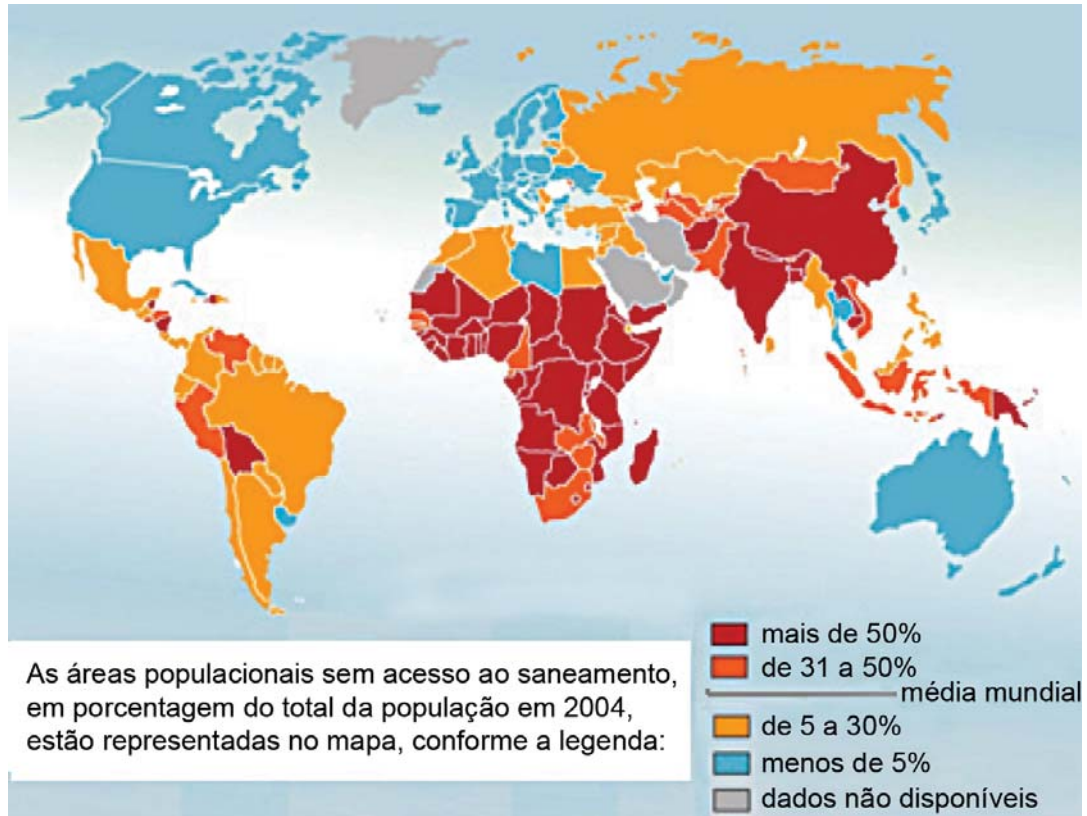 As áreas populacionais sem acesso ao saneamento,
em porcentagem do total da população em 2004,
estão representadas no mapa, conforme a legenda:
mais de 50%
de 31 a 50%
média mundial
de 5 a 30%
menos de 5%
dados não disponíveis